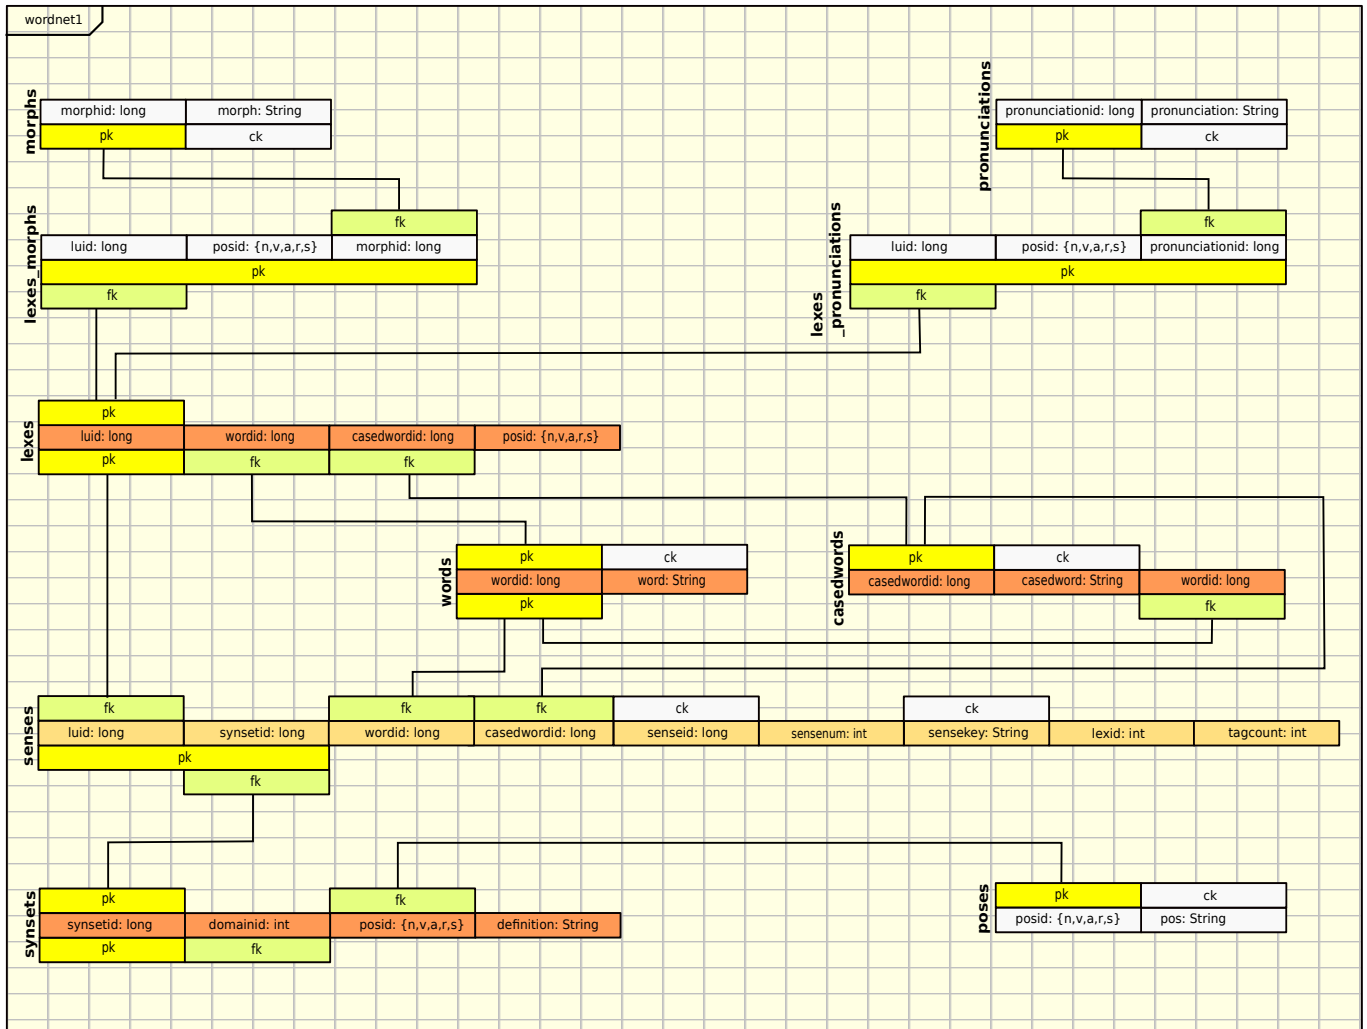 wordnet1
morphs
morphid: long morph: String
pk ck
pronunciations
pronunciationid: long pronunciation: String
pk ck
lexes_morphs
fk
luid: long posid: {n,v,a,r,s} morphid: long
pk
fk
lexes
_pronunciations
fk
luid: long posid: {n,v,a,r,s} pronunciationid: long
pk
fk
lexes
pk
luid: long wordid: long casedwordid: long posid: {n,v,a,r,s}
pk fk fk
words
pk ck
wordid: long word: String
pk
casedwords
pk ck
casedwordid: long casedword: String wordid: long
fk
senses
fk fk fk ck ck
luid: long synsetid: long wordid: long casedwordid: long senseid: long sensenum: int sensekey: String lexid: int tagcount: int
pk
fk
synsets
pk fk
synsetid: long domainid: int posid: {n,v,a,r,s} definition: String
pk fk
poses
pk ck
posid: {n,v,a,r,s} pos: String